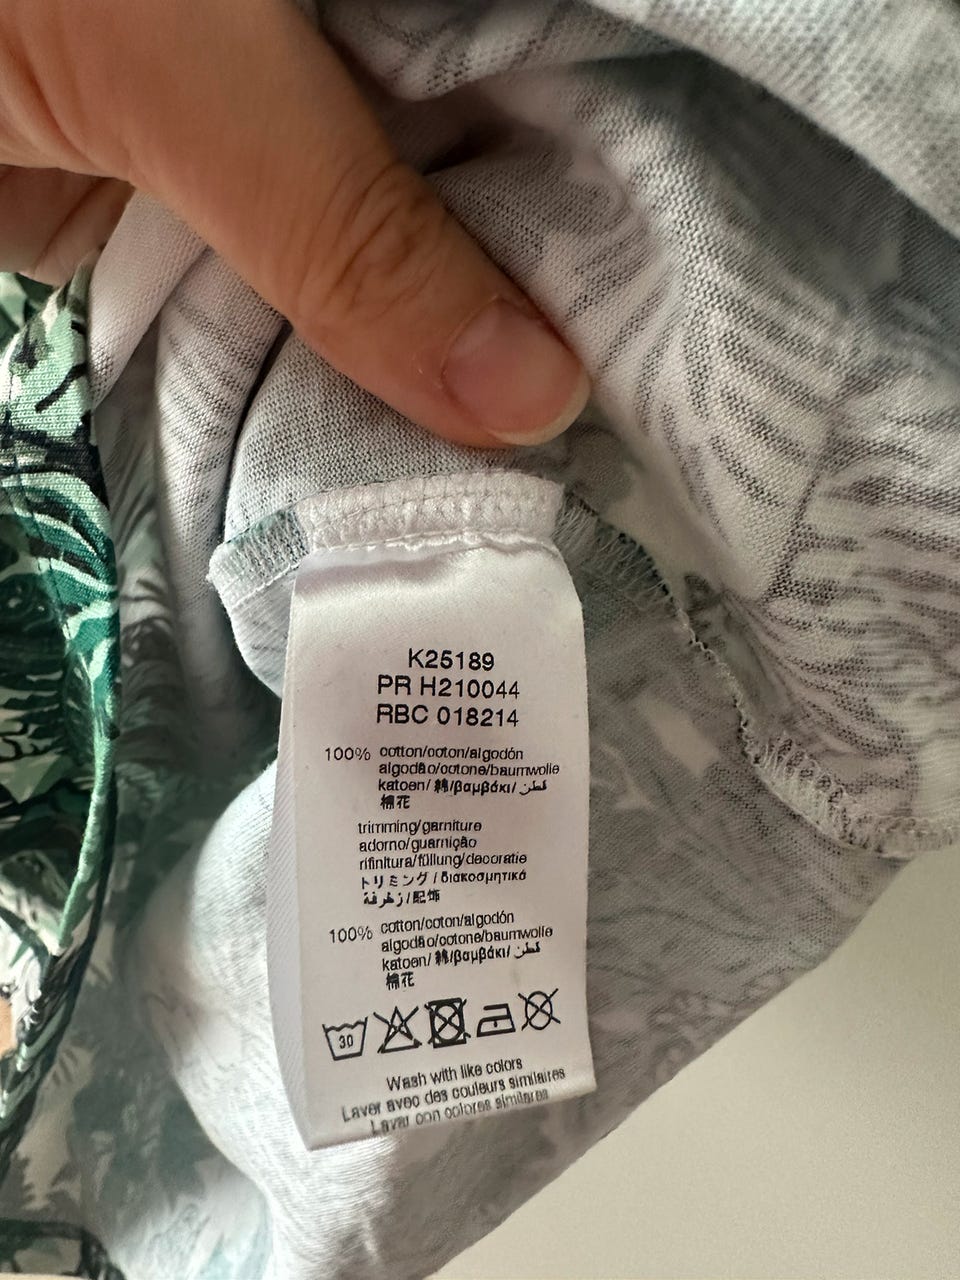 K25189
PR H210044
RBC 018214
100% cotton/coton/algodón
algodão/cotone/baumwolle
katoen/ 綿/βαμβάκι/ قطن
棉花
trimming/garniture
adorno/guarnição
rifinitura/füllung/decoratie
トリミング / διακοσμητικά
زخرفة / 配饰
100% cotton/coton/algodón
algodão/cotone/baumwolle
katoen/ 綿/βαμβάκι/ قطن
棉花
30
Wash with like colors
Laver avec des couleurs similaires
Lavar con colores similares